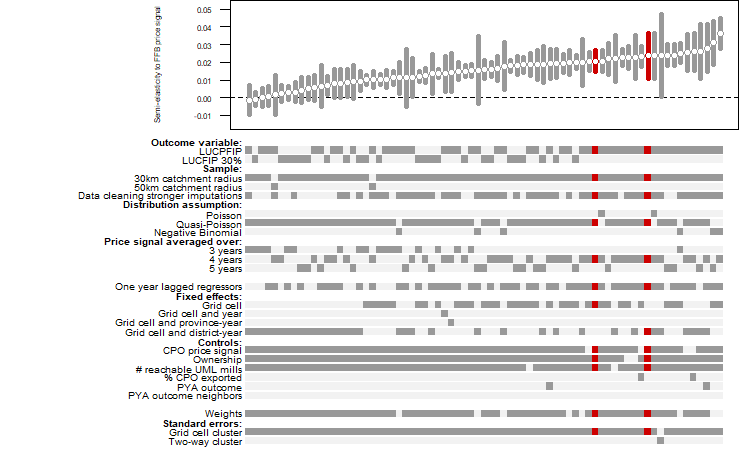 Semi-elasticity to FFB price signal
0.05
0.04
0.03
0.02
0.01
0.00
-0.01
Outcome variable:
LUCPFIP
LUCFIP 30%
Sample:
30km catchment radius
50km catchment radius
Data cleaning stronger imputations
Distribution assumption:
Poisson
Quasi-Poisson
Negative Binomial
Price signal averaged over:
3 years
4 years
5 years
One year lagged regressors
Fixed effects:
Grid cell
Grid cell and year
Grid cell and province-year
Grid cell and district-year
Controls:
CPO price signal
Ownership
# reachable UML mills
% CPO exported
PYA outcome
PYA outcome neighbors
Weights
Standard errors:
Grid cell cluster
Two-way cluster